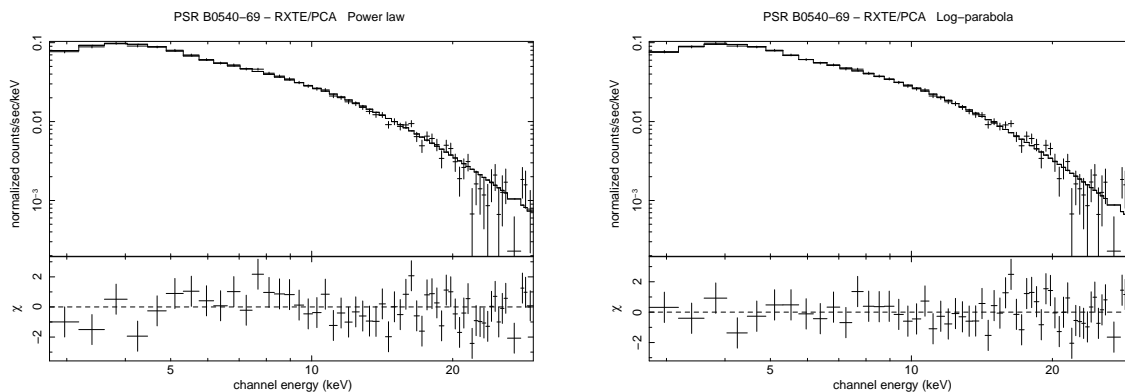 PSR B0540−69 − RXTE/PCA Power law
0.1
0.01
10⁻³
normalized counts/sec/keV
2
0
−2
χ
5
10
20
channel energy (keV)
PSR B0540−69 − RXTE/PCA Log−parabola
0.1
0.01
10⁻³
normalized counts/sec/keV
2
0
−2
χ
5
10
20
channel energy (keV)